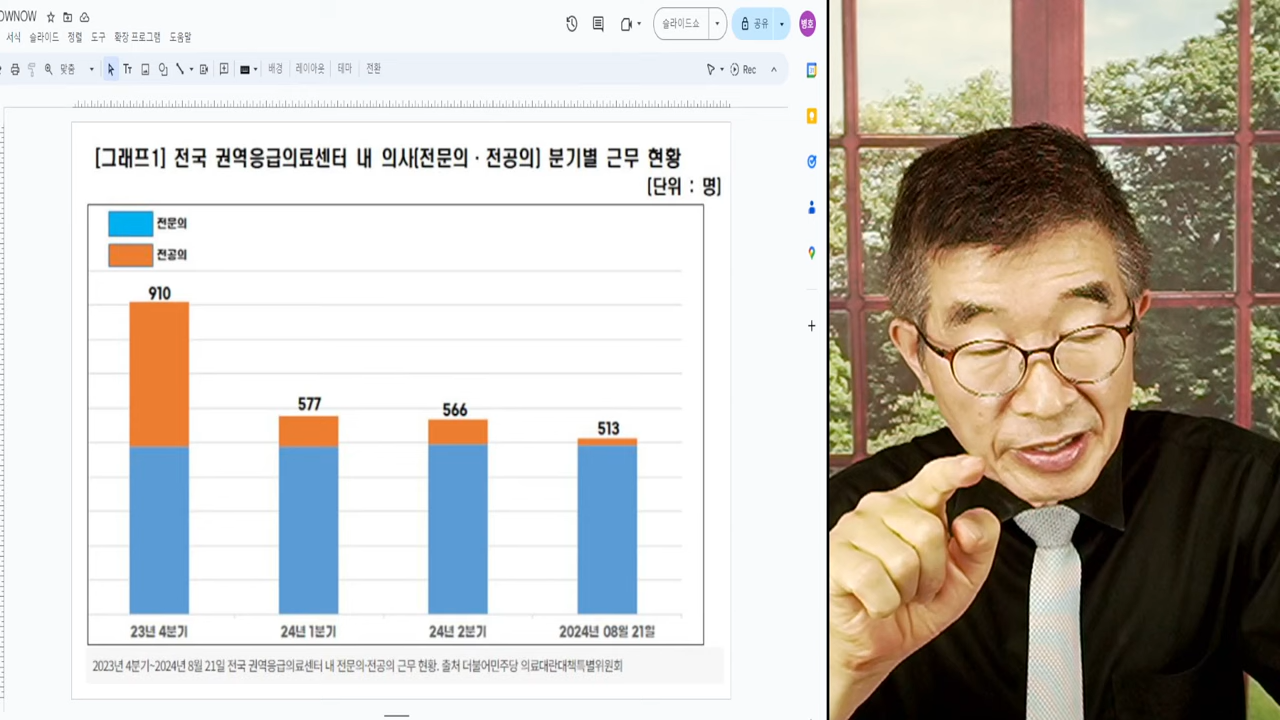 OWNOW
서식 슬라이드 정렬 도구 확장 프로그램 도움말
슬라이드쇼
공유
병호
맞춤
Tт
배경 레이아웃 테마 전환
Rec
[그래프1] 전국 권역응급의료센터 내 의사(전문의 · 전공의) 분기별 근무 현황
(단위 : 명)
전문의
전공의
910
577
566
513
23년 4분기
24년 1분기
24년 2분기
2024년 08월 21일
2023년 4분기~2024년 8월 21일 전국 권역응급의료센터 내 전문의·전공의 근무 현황. 출처 더불어민주당 의료대란대책특별위원회